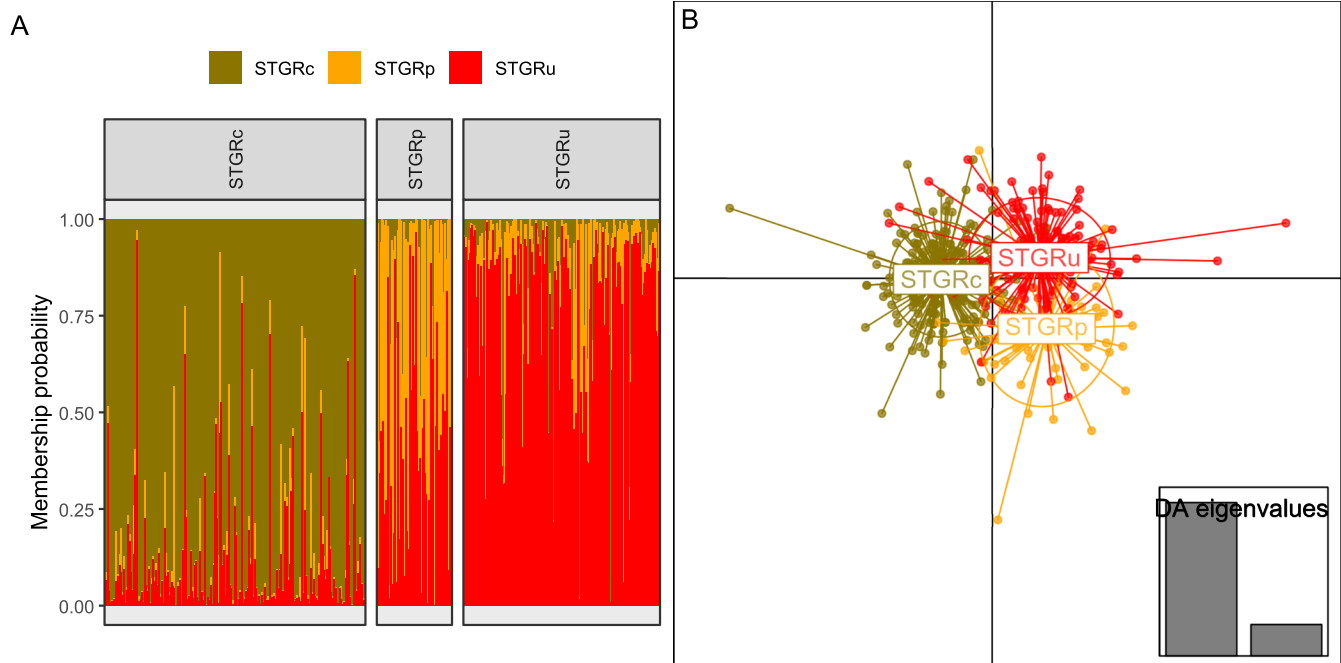 A
STGRc STGRp STGRu
STGRc STGRp STGRu
Membership probability
1.00
0.75
0.50
0.25
0.00
B
STGRu
STGRc
STGRp
DA eigenvalues